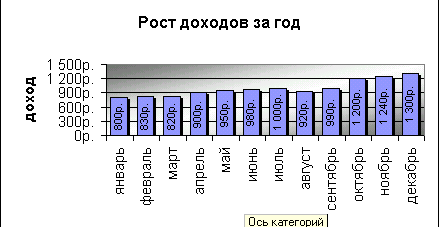 Рост доходов за год
доход
1 500р.
1 200р.
900р.
600р.
300р.
0р.
800р.
830р.
820р.
900р.
950р.
980р.
1 000р.
920р.
990р.
1 200р.
1 240р.
1 300р.
январь
февраль
март
апрель
май
июнь
июль
август
сентябрь
октябрь
ноябрь
декабрь
Ось категорий